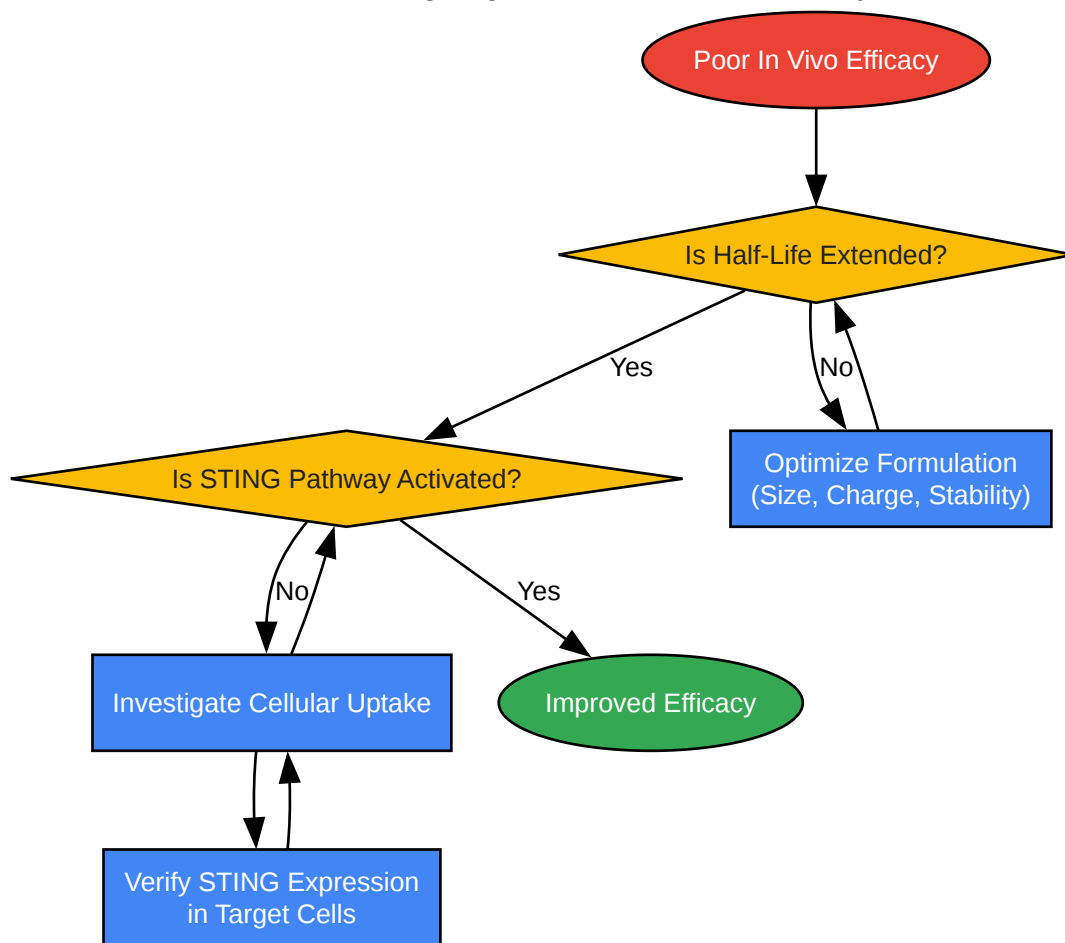 Poor In Vivo Efficacy
Is Half-Life Extended?
Yes
No
Is STING Pathway Activated?
Optimize Formulation
(Size, Charge, Stability)
No
Yes
Investigate Cellular Uptake
Improved Efficacy
Verify STING Expression
in Target Cells